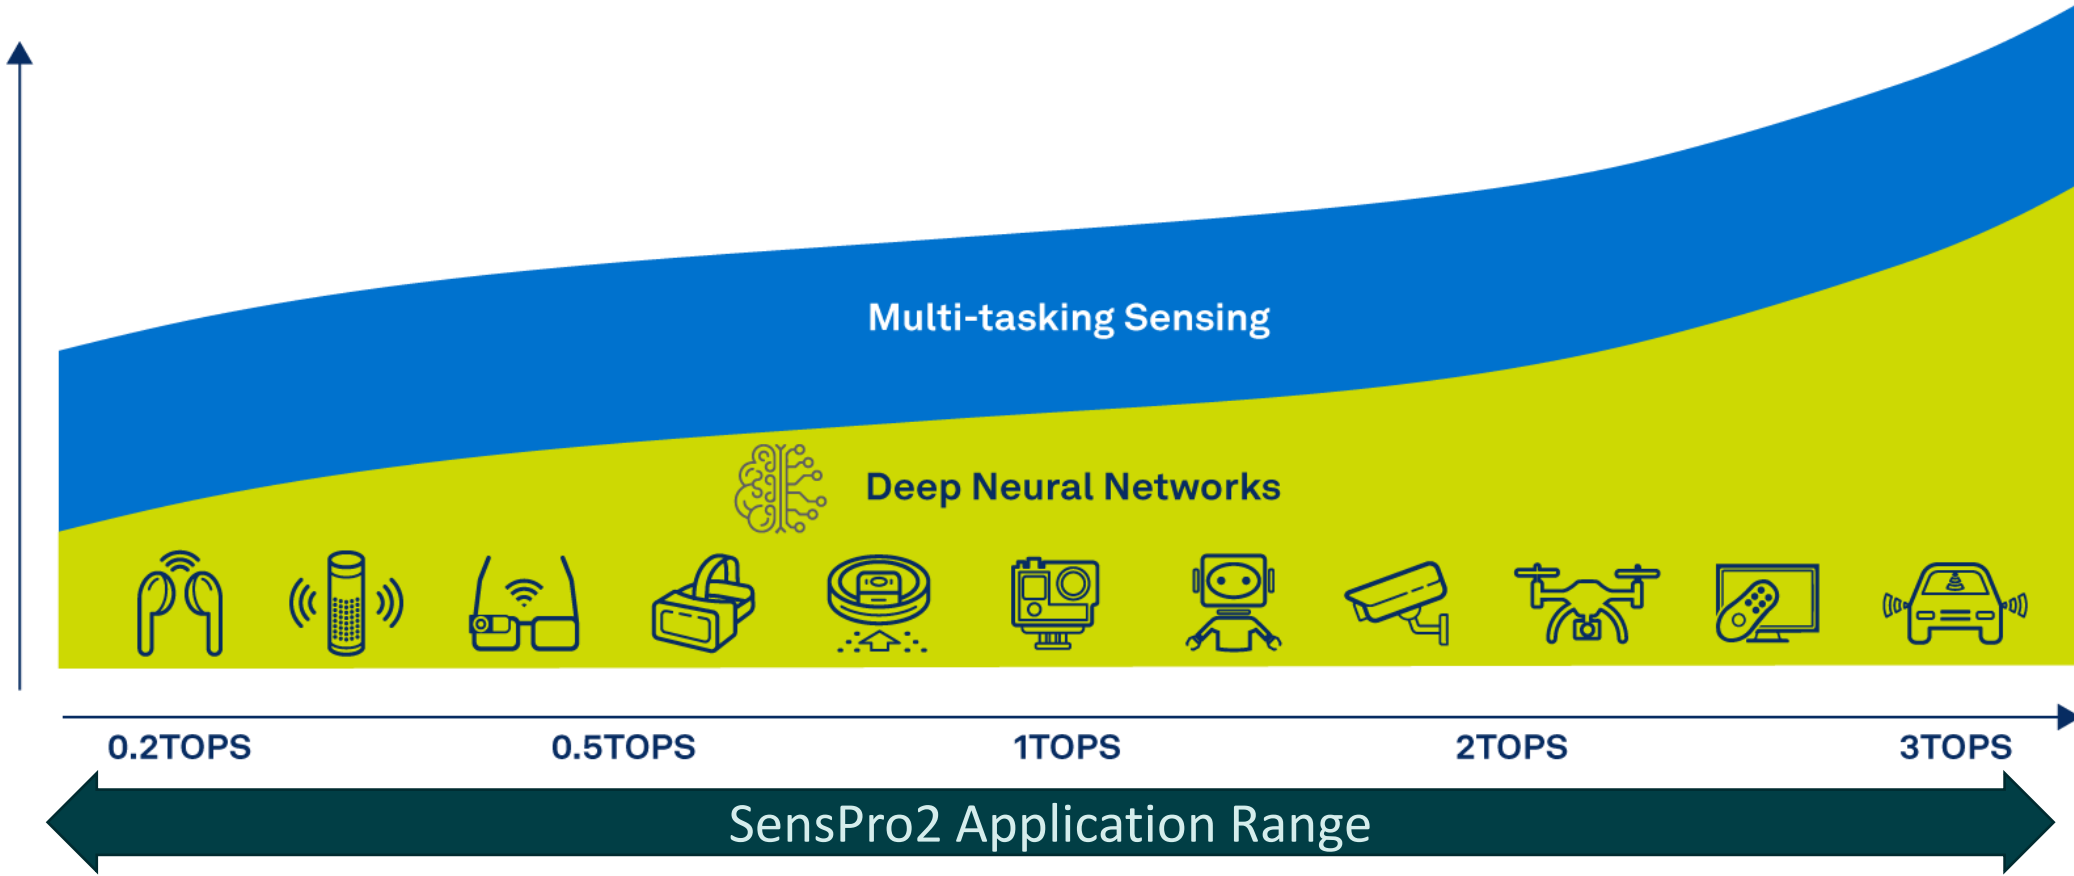 Multi-tasking Sensing
Deep Neural Networks
0.2TOPS 0.5TOPS 1TOPS 2TOPS 3TOPS
SensPro2 Application Range